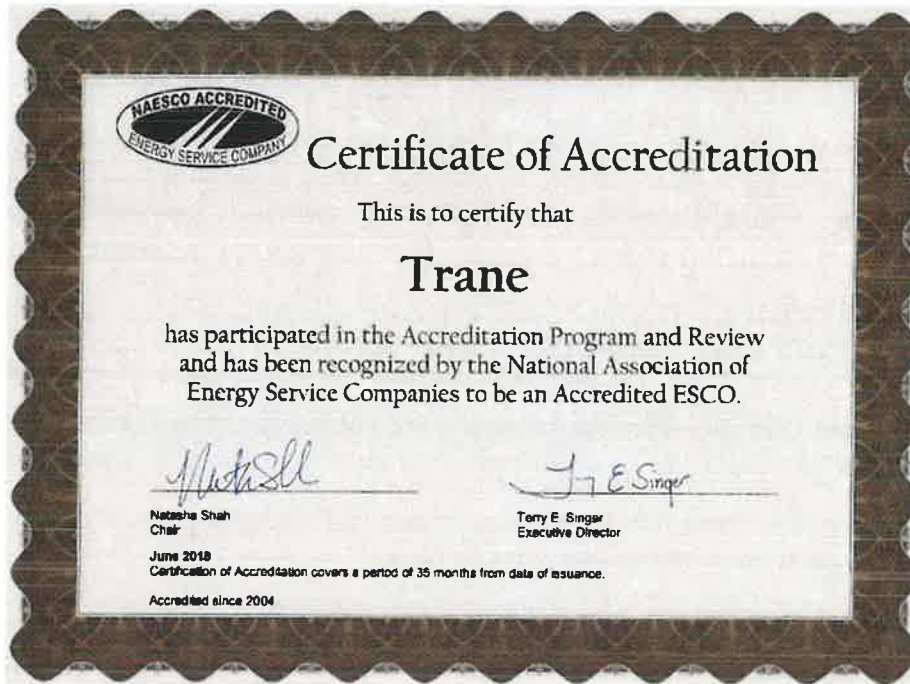 NAESCO ACCREDITED
ENERGY SERVICE COMPANY
Certificate of Accreditation
This is to certify that
Trane
has participated in the Accreditation Program and Review
and has been recognized by the National Association of
Energy Service Companies to be an Accredited ESCO.
Terry E Singer
Natasha Shah
Chair
Terry E Singer
Executive Director
June 2018
Certification of Accreditation covers a period of 35 months from date of issuance.
Accredited since 2004